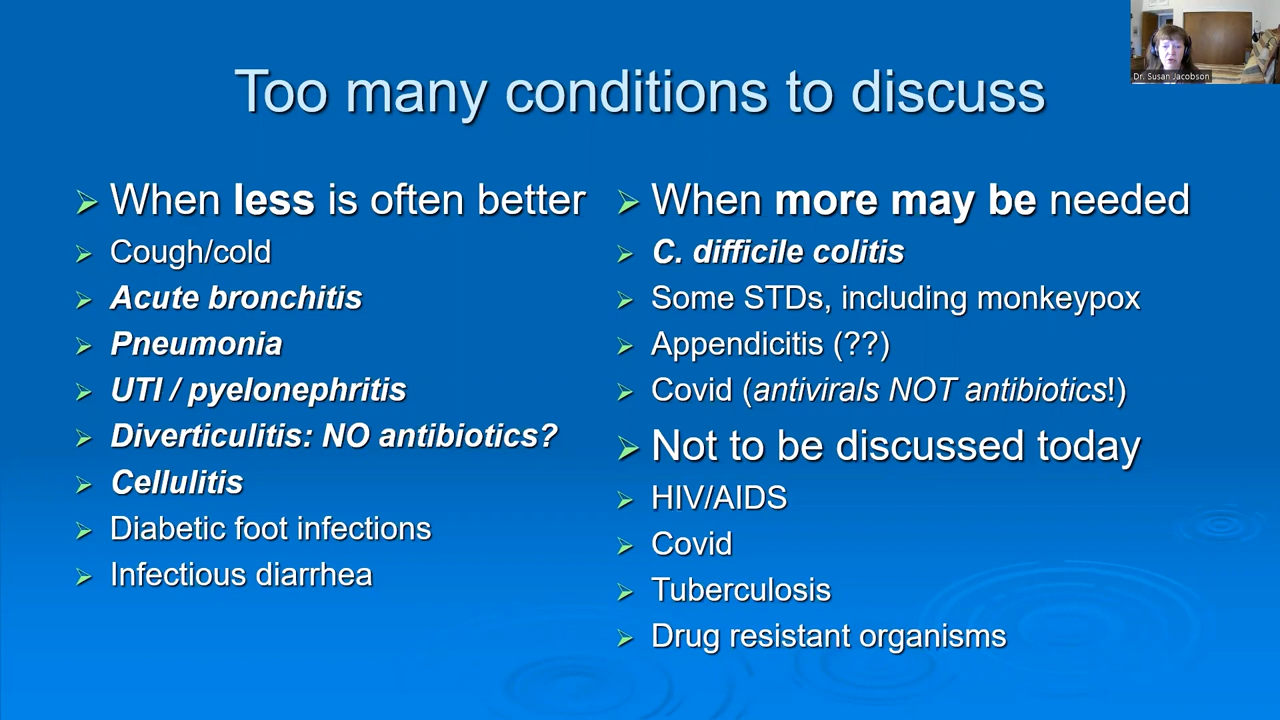 Too many conditions to discuss
Dr. Susan Jacobson
When less is often better
Cough/cold
Acute bronchitis
Pneumonia
UTI / pyelonephritis
Diverticulitis: NO antibiotics?
Cellulitis
Diabetic foot infections
Infectious diarrhea
When more may be needed
C. difficile colitis
Some STDs, including monkeypox
Appendicitis (??)
Covid (antivirals NOT antibiotics!)
Not to be discussed today
HIV/AIDS
Covid
Tuberculosis
Drug resistant organisms